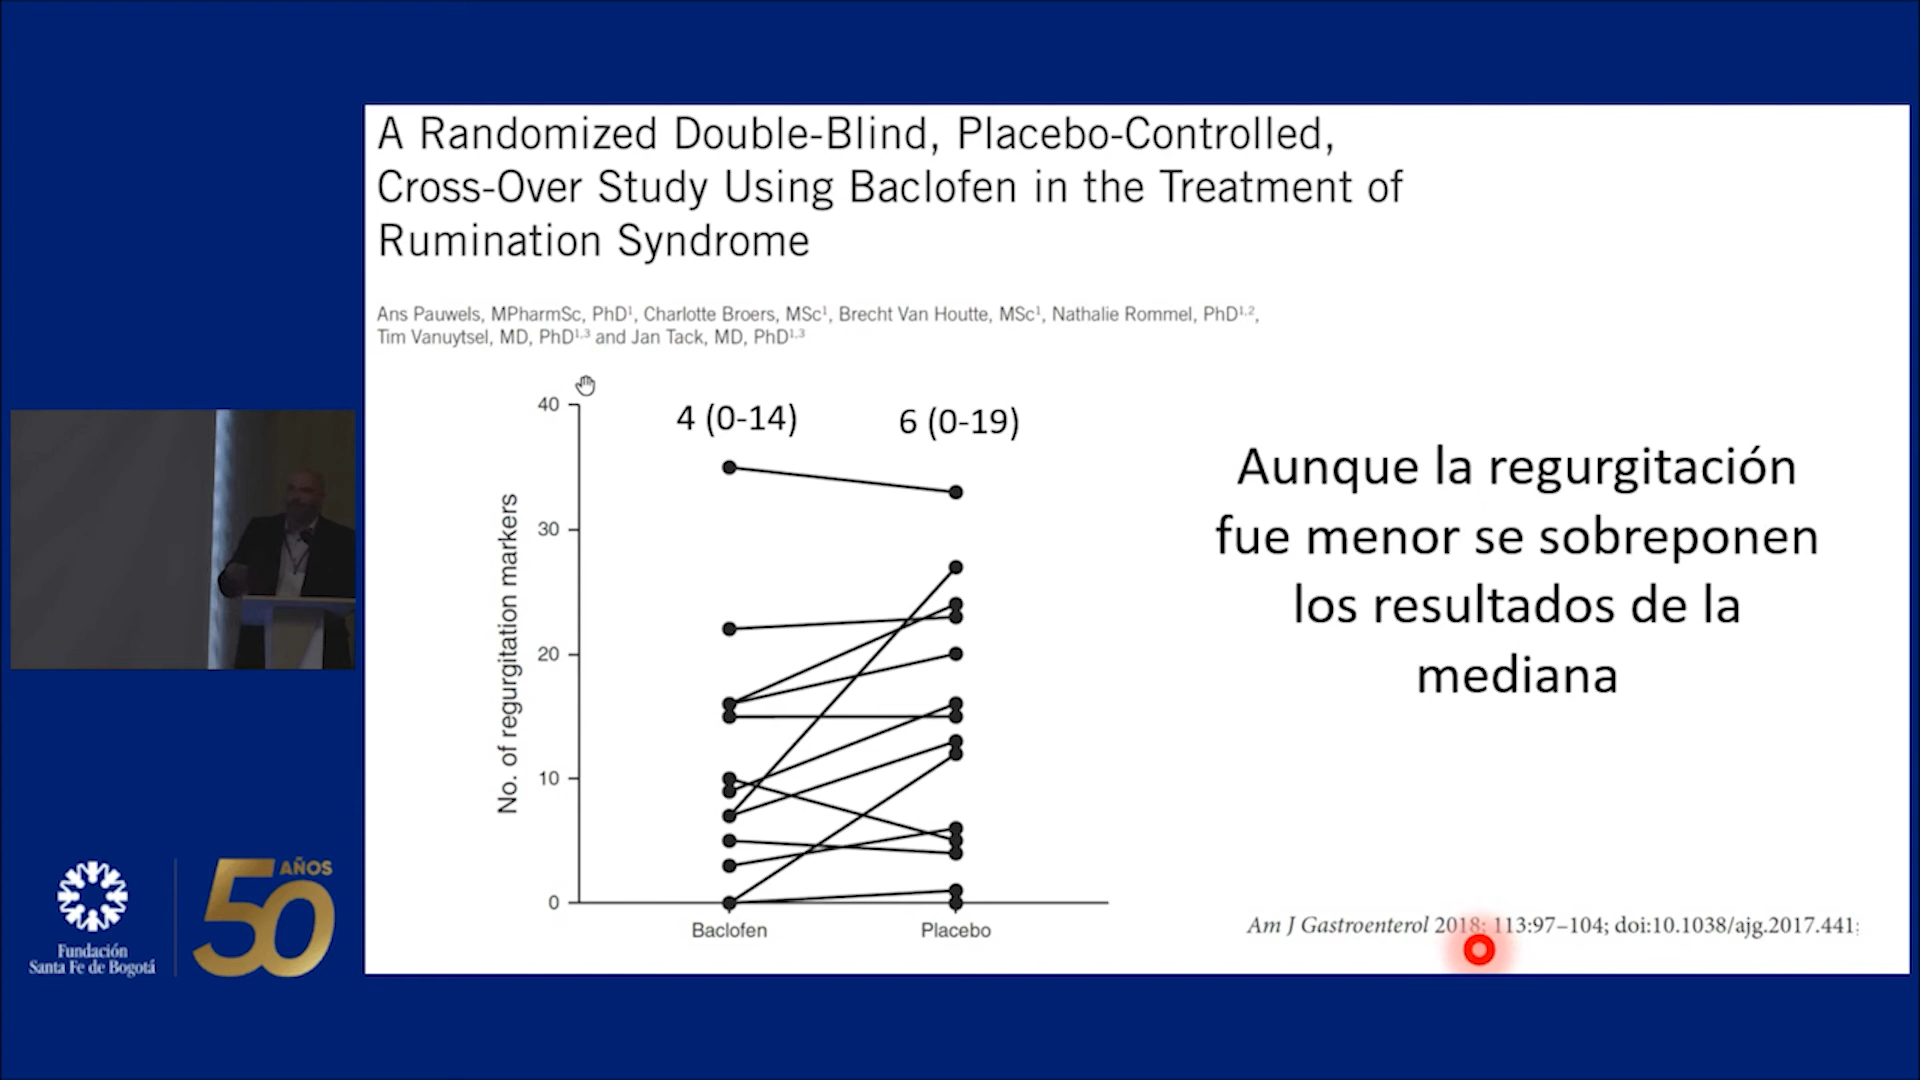 A Randomized Double-Blind, Placebo-Controlled,
Cross-Over Study Using Baclofen in the Treatment of
Rumination Syndrome
Ans Pauwels, MPharmSc, PhD¹, Charlotte Broers, MSc¹, Brecht Van Houtte, MSc¹, Nathalie Rommel, PhD¹,²,
Tim Vanuytsel, MD, PhD¹,³ and Jan Tack, MD, PhD¹,³
4 (0-14)
6 (0-19)
No. of regurgitation markers
40
30
20
10
0
Baclofen
Placebo
Aunque la regurgitación
fue menor se sobreponen
los resultados de la
mediana
Am J Gastroenterol 2018; 113:97–104; doi:10.1038/ajg.2017.441;
Fundación
Santa Fe de Bogotá
50 AÑOS